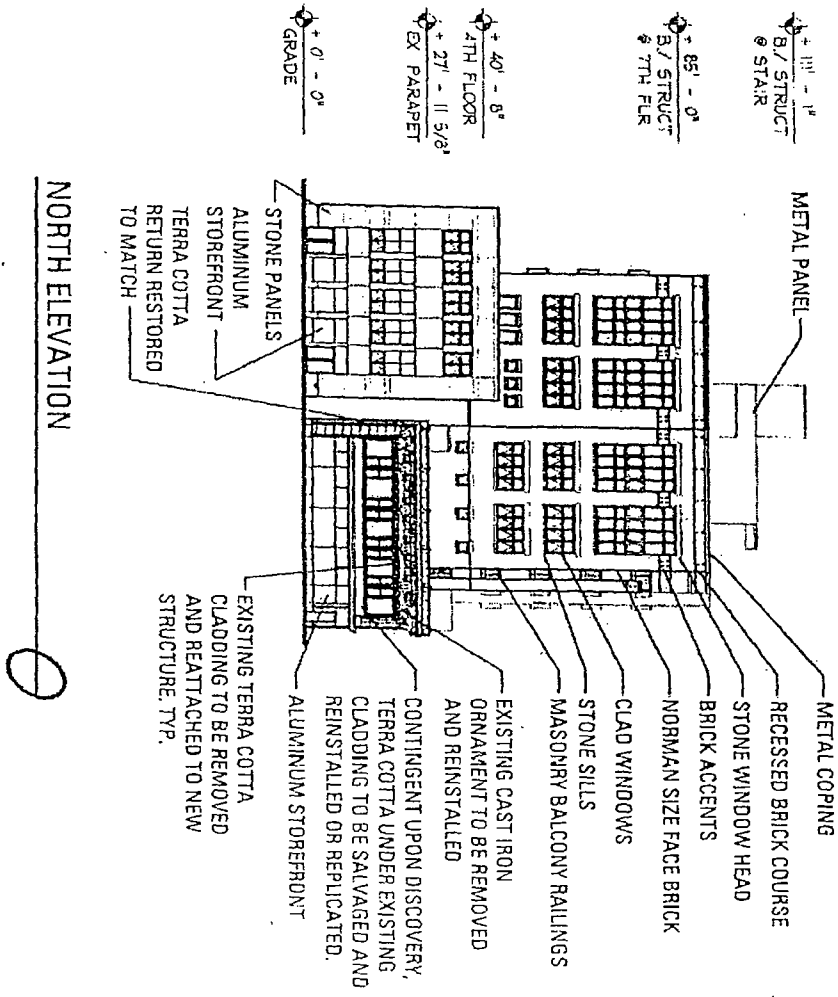 + 111' - 1"
B./ STRUCT
@ STAIR
+ 85' - 0"
B./ STRUCT
@ 7TH FLR
+ 40' - 8"
4TH FLOOR
+ 27' - 11 5/8"
EX PARAPET
+ 0' - 0"
GRADE
METAL PANEL
STONE PANELS
ALUMINUM
STOREFRONT
TERRA COTTA
RETURN RESTORED
TO MATCH
METAL COPING
RECESSED BRICK COURSE
STONE WINDOW HEAD
BRICK ACCENTS
NORMAN SIZE FACE BRICK
CLAD WINDOWS
STONE SILLS
MASONRY BALCONY RAILINGS
EXISTING CAST IRON
ORNAMENT TO BE REMOVED
AND REINSTALLED
CONTINGENT UPON DISCOVERY,
TERRA COTTA UNDER EXISTING
CLADDING TO BE SALVAGED AND
REINSTALLED OR REPLICATED.
ALUMINUM STOREFRONT
EXISTING TERRA COTTA
CLADDING TO BE REMOVED
AND REATTACHED TO NEW
STRUCTURE, TYP.
NORTH ELEVATION